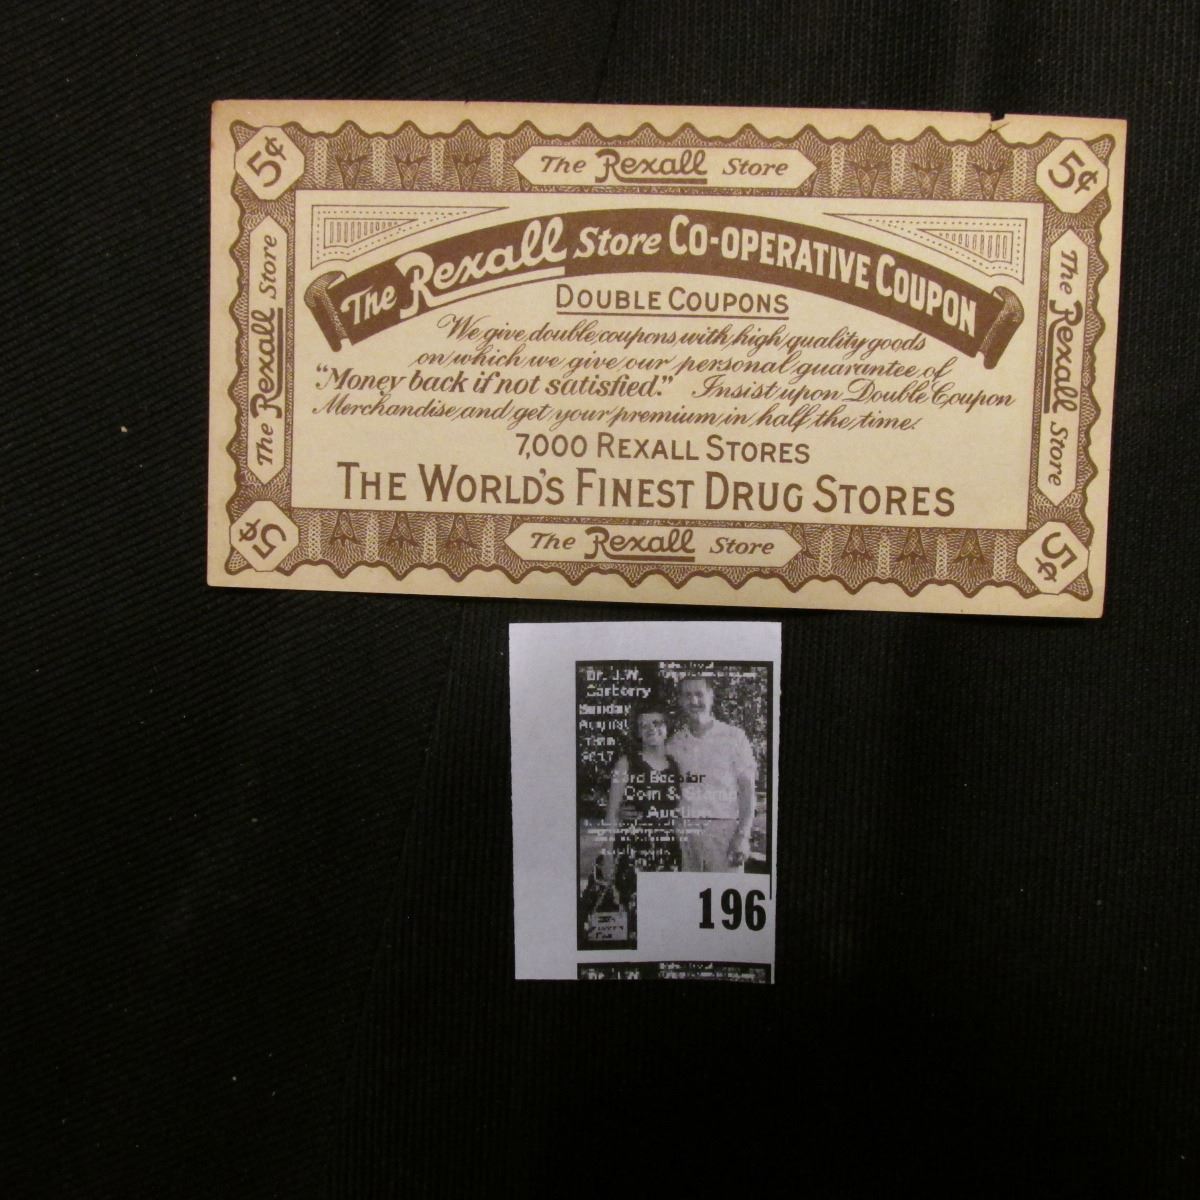 5¢
The Rexall Store
5¢
The Rexall Store
The Rexall Store
The Rexall Store Co-operative Coupon
Double Coupons
We give double coupons with high quality goods
on which we give our personal guarantee of
"Money back if not satisfied." Insist upon Double Coupon
Merchandise and get your premium in half the time.
7,000 Rexall Stores
The World's Finest Drug Stores
5¢
The Rexall Store
5¢
Dr. J.W.
Carberry
Sunday
August
2017
Coin & Stamp
Auction
196
Dr. J.W.